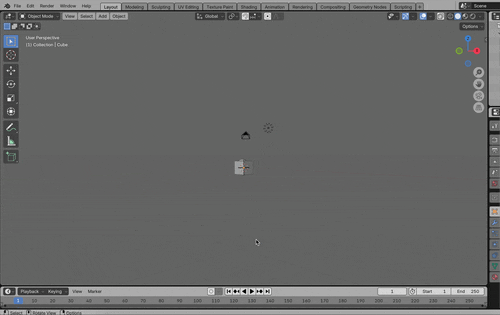 File Edit Render Window Help Layout Modeling Sculpting UV Editing Texture Paint Shading Animation Rendering Compositing Geometry Nodes Scripting + Scene
Object Mode View Select Add Object Global
Options
User Perspective
(1) Collection | Cube
Playback Keying View Marker 1 Start 1 End 250
1 10 20 30 40 50 60 70 80 90 100 110 120 130 140 150 160 170 180 190 200 210 220 230 240 250
Select Rotate View Options